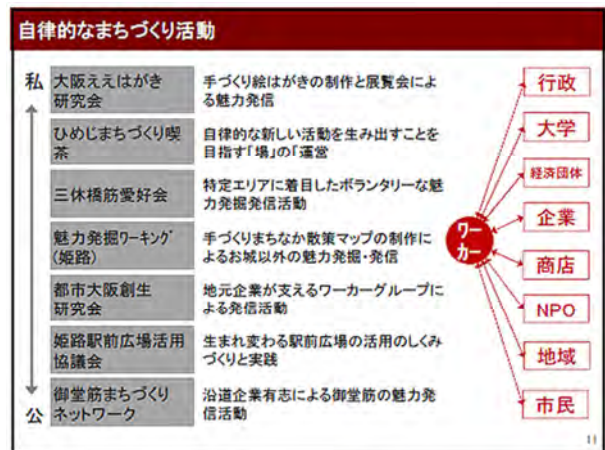 自律的なまちづくり活動
私
大阪ええはがき
研究会
手づくり絵はがきの制作と展覧会によ
る魅力発信
ひめじまちづくり喫
茶
自律的な新しい活動を生み出すことを
目指す「場」の「運営
三休橋筋愛好会
特定エリアに着目したボランタリーな魅
力発掘発信活動
魅力発掘ワーキング
(姫路)
手づくりまちなか散策マップの制作に
よるお城以外の魅力発掘・発信
都市大阪創生
研究会
地元企業が支えるワーカーグループに
よる発信活動
姫路駅前広場活用
協議会
生まれ変わる駅前広場の活用のしくみ
づくりと実践
公
御堂筋まちづくり
ネットワーク
沿道企業有志による御堂筋の魅力発
信活動
ワー
カー
行政
大学
経済団体
企業
商店
NPO
地域
市民
11